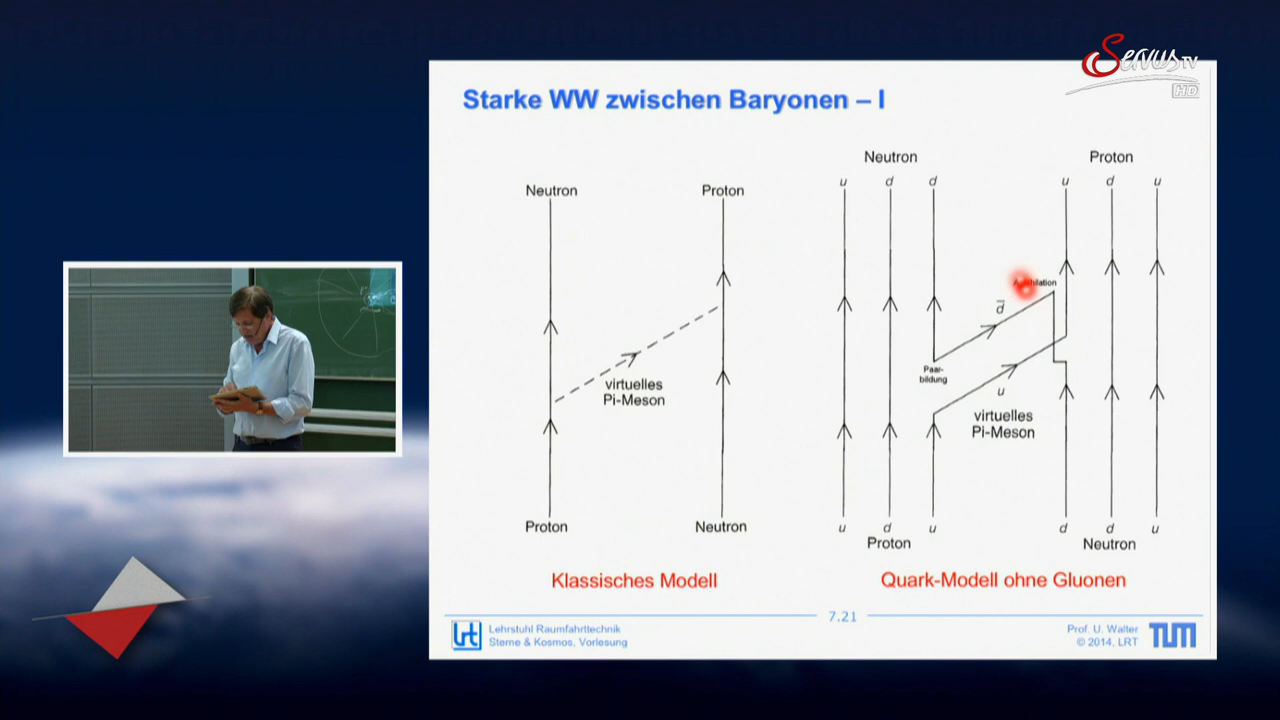 Servus TV
HD
Starke WW zwischen Baryonen – I
Neutron
Proton
virtuelles
Pi-Meson
Proton
Neutron
Klassisches Modell
Neutron
Proton
u d d
u d u
d̅
Paar-
bildung
u
virtuelles
Pi-Meson
u d u
d d u
Proton
Neutron
Quark-Modell ohne Gluonen
7.21
lrt
Lehrstuhl Raumfahrttechnik
Sterne & Kosmos, Vorlesung
Prof. U. Walter
© 2014, LRT
TUM